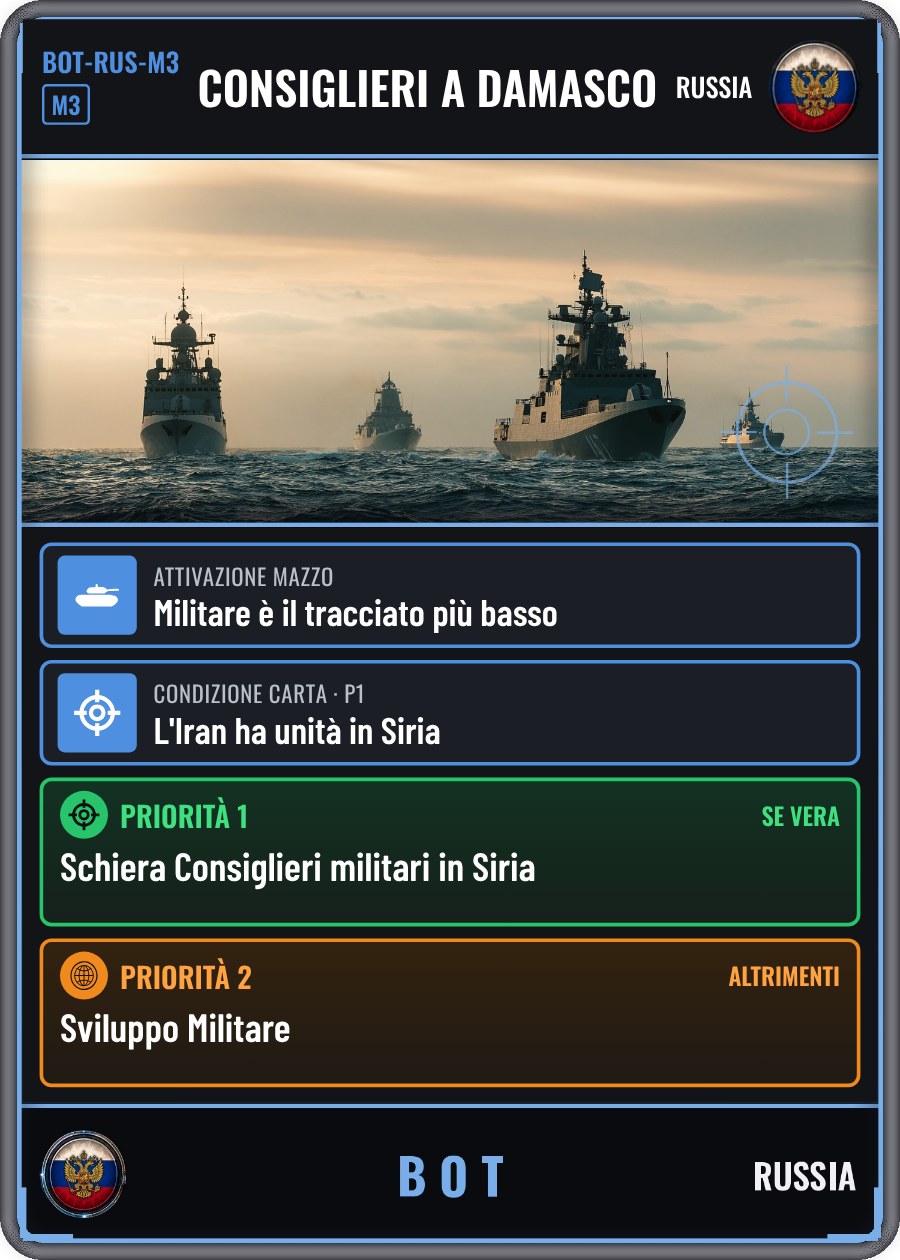 BOT-RUS-M3
M3
CONSIGLIERI A DAMASCO
RUSSIA
ATTIVAZIONE MAZZO
Militare è il tracciato più basso
CONDIZIONE CARTA · P1
L'Iran ha unità in Siria
PRIORITÀ 1
SE VERA
Schiera Consiglieri militari in Siria
PRIORITÀ 2
ALTRIMENTI
Sviluppo Militare
BOT
RUSSIA